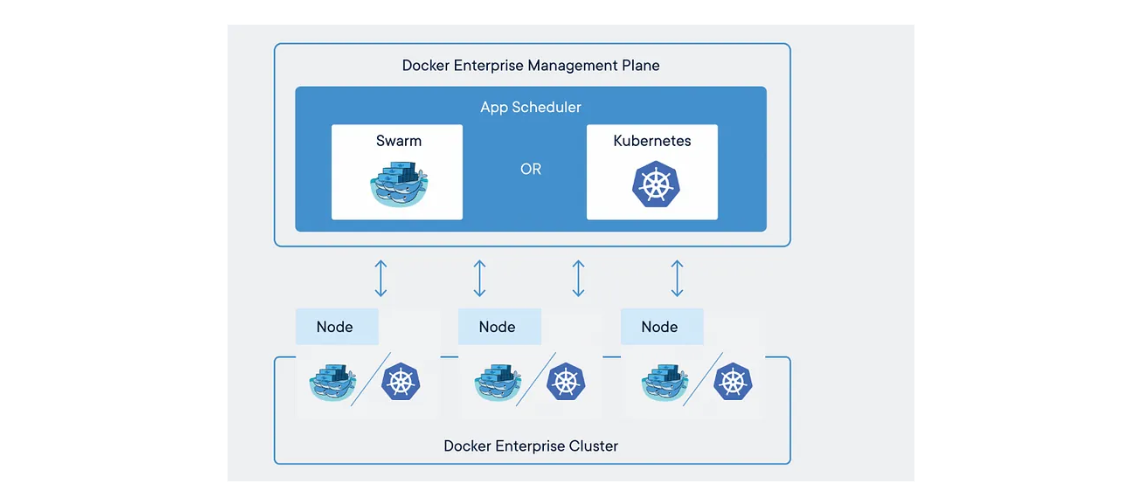 Docker Enterprise Management Plane
App Scheduler
Swarm
OR
Kubernetes
Node
Node
Node
Docker Enterprise Cluster